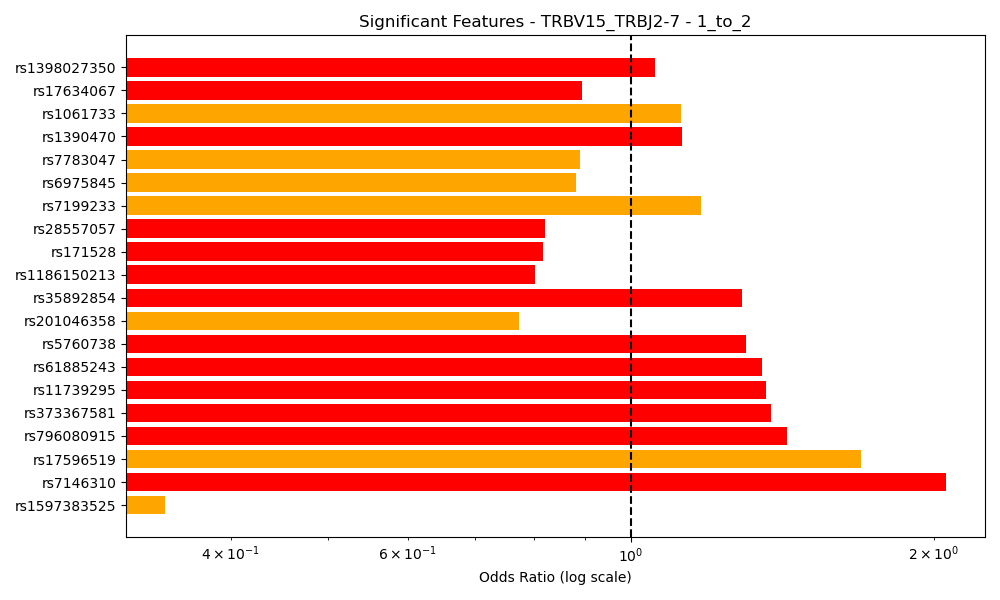 Significant Features - TRBV15_TRBJ2-7 - 1_to_2
rs1398027350
rs17634067
rs1061733
rs1390470
rs7783047
rs6975845
rs7199233
rs28557057
rs171528
rs1186150213
rs35892854
rs201046358
rs5760738
rs61885243
rs11739295
rs373367581
rs796080915
rs17596519
rs7146310
rs1597383525
4 × 10⁻¹ 6 × 10⁻¹ 10⁰ 2 × 10⁰
Odds Ratio (log scale)